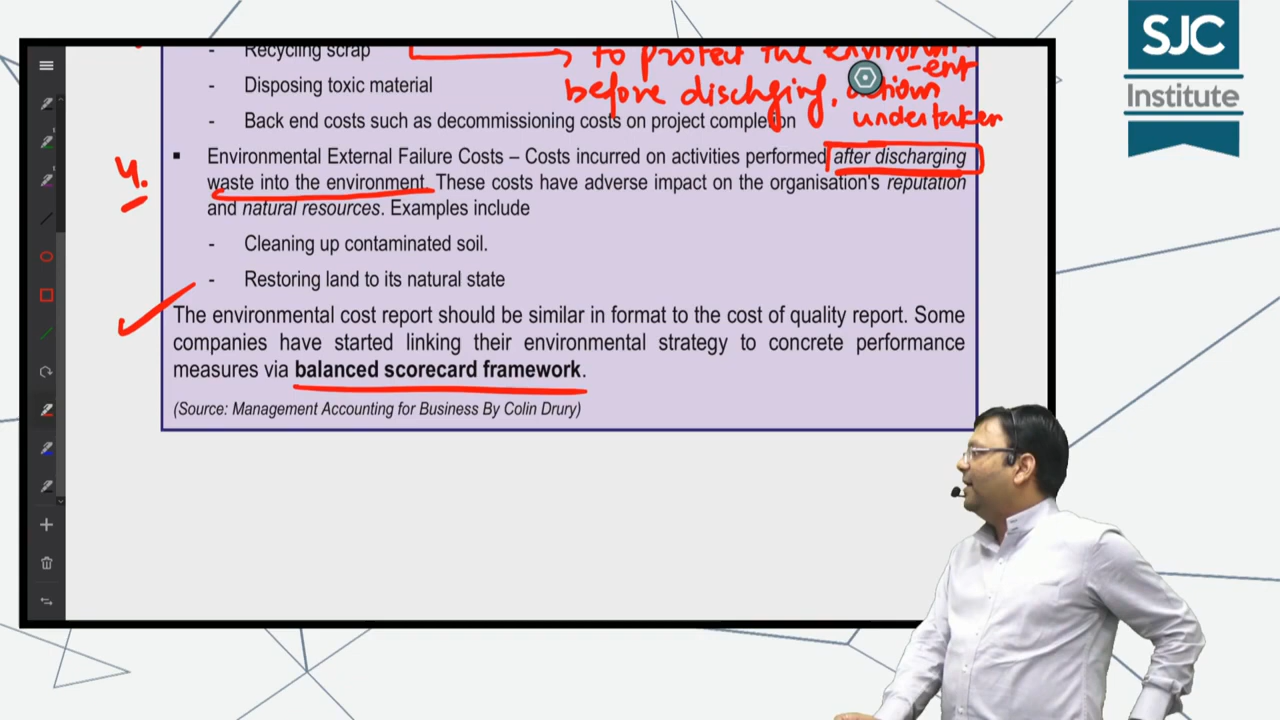 SJC
Institute
- Recycling scrap
to protect the environm
-ent
- Disposing toxic material
before dischging, actions
- Back end costs such as decommissioning costs on project completion
undertaken
4.
▪ Environmental External Failure Costs – Costs incurred on activities performed after discharging
waste into the environment. These costs have adverse impact on the organisation's reputation
and natural resources. Examples include
- Cleaning up contaminated soil.
- Restoring land to its natural state
The environmental cost report should be similar in format to the cost of quality report. Some
companies have started linking their environmental strategy to concrete performance
measures via balanced scorecard framework.
(Source: Management Accounting for Business By Colin Drury)